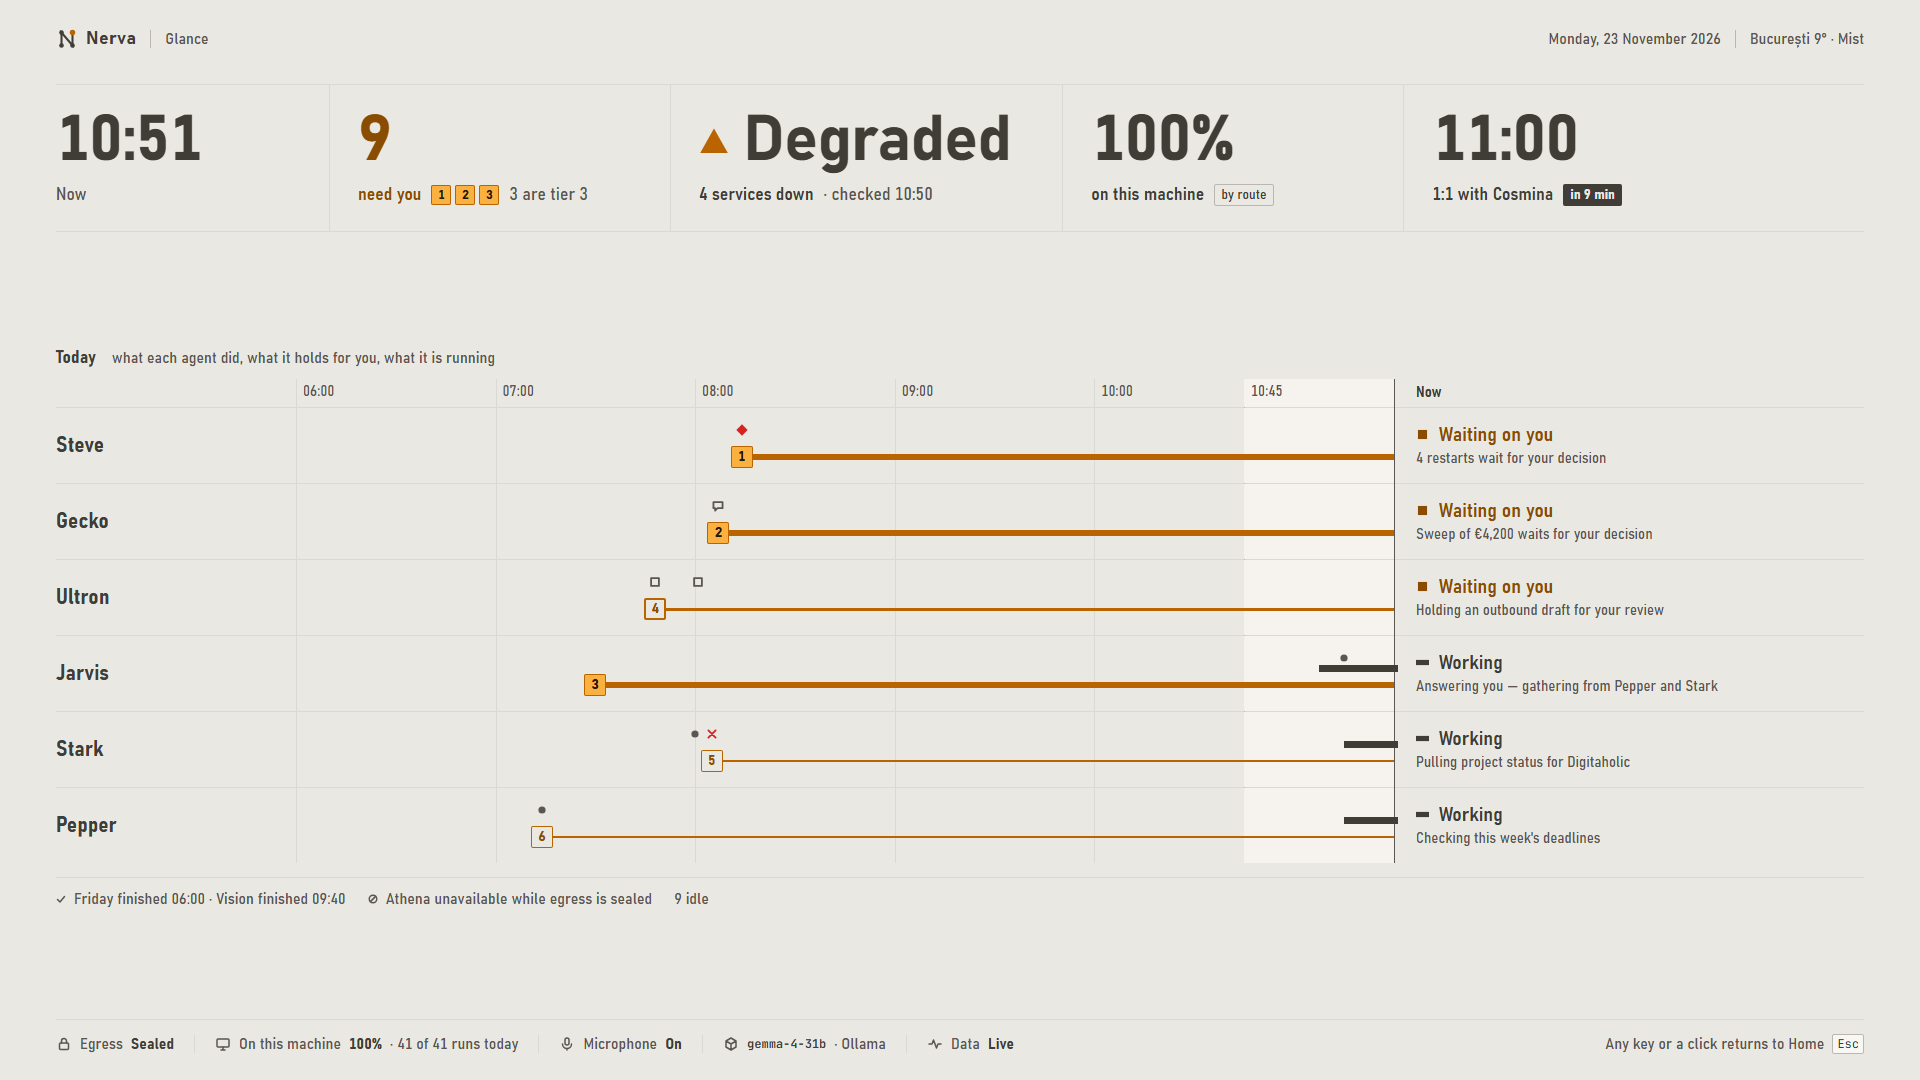 Nerva Glance
Monday, 23 November 2026 București 9° · Mist
10:51
Now
9
need you 1 2 3 3 are tier 3
Degraded
4 services down · checked 10:50
100%
on this machine by route
11:00
1:1 with Cosmina in 9 min
Today what each agent did, what it holds for you, what it is running
06:00 07:00 08:00 09:00 10:00 10:45 Now
Steve
1
Waiting on you
4 restarts wait for your decision
Gecko
2
Waiting on you
Sweep of €4,200 waits for your decision
Ultron
4
Waiting on you
Holding an outbound draft for your review
Jarvis
3
Working
Answering you — gathering from Pepper and Stark
Stark
5
Working
Pulling project status for Digitaholic
Pepper
6
Working
Checking this week's deadlines
Friday finished 06:00 · Vision finished 09:40 Athena unavailable while egress is sealed 9 idle
Egress Sealed On this machine 100% · 41 of 41 runs today Microphone On gemma-4-31b · Ollama Data Live Any key or a click returns to Home Esc